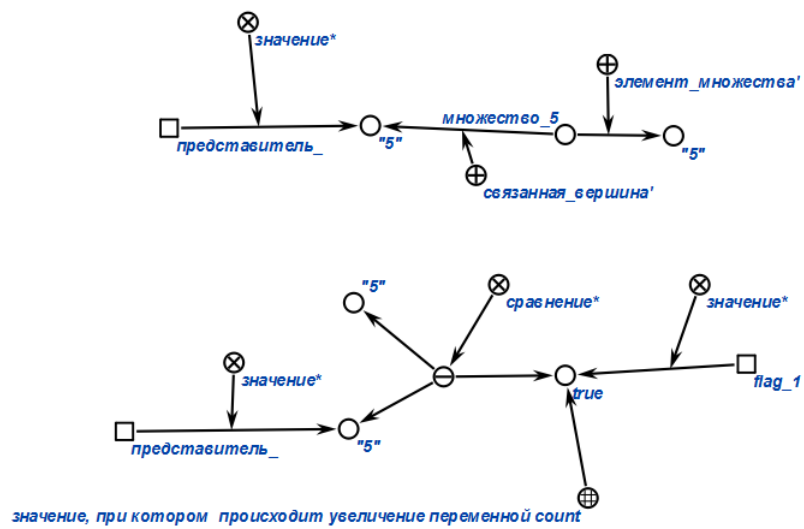 значение*
элемент_множества'
множество_5
"5"
представитель_
"5"
связанная_вершина'
"5"
сравнение*
значение*
значение*
true
flag_1
представитель_
"5"
значение, при котором происходит увеличение переменной count